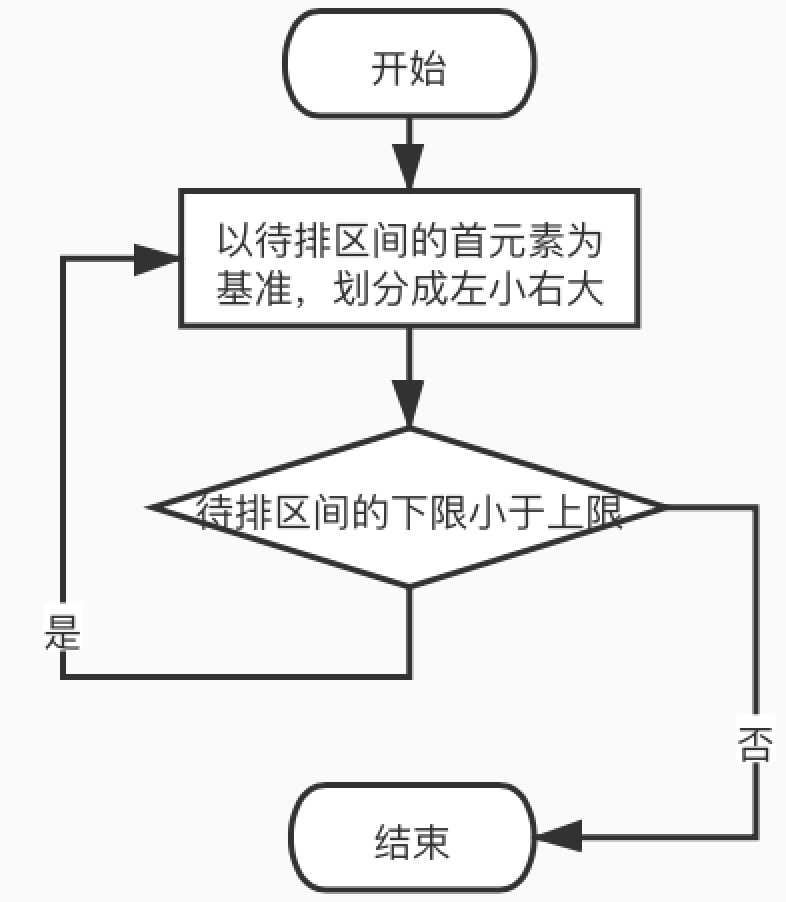 开始
以待排区间的首元素为
基准，划分成左小右大
待排区间的下限小于上限
是
否
结束